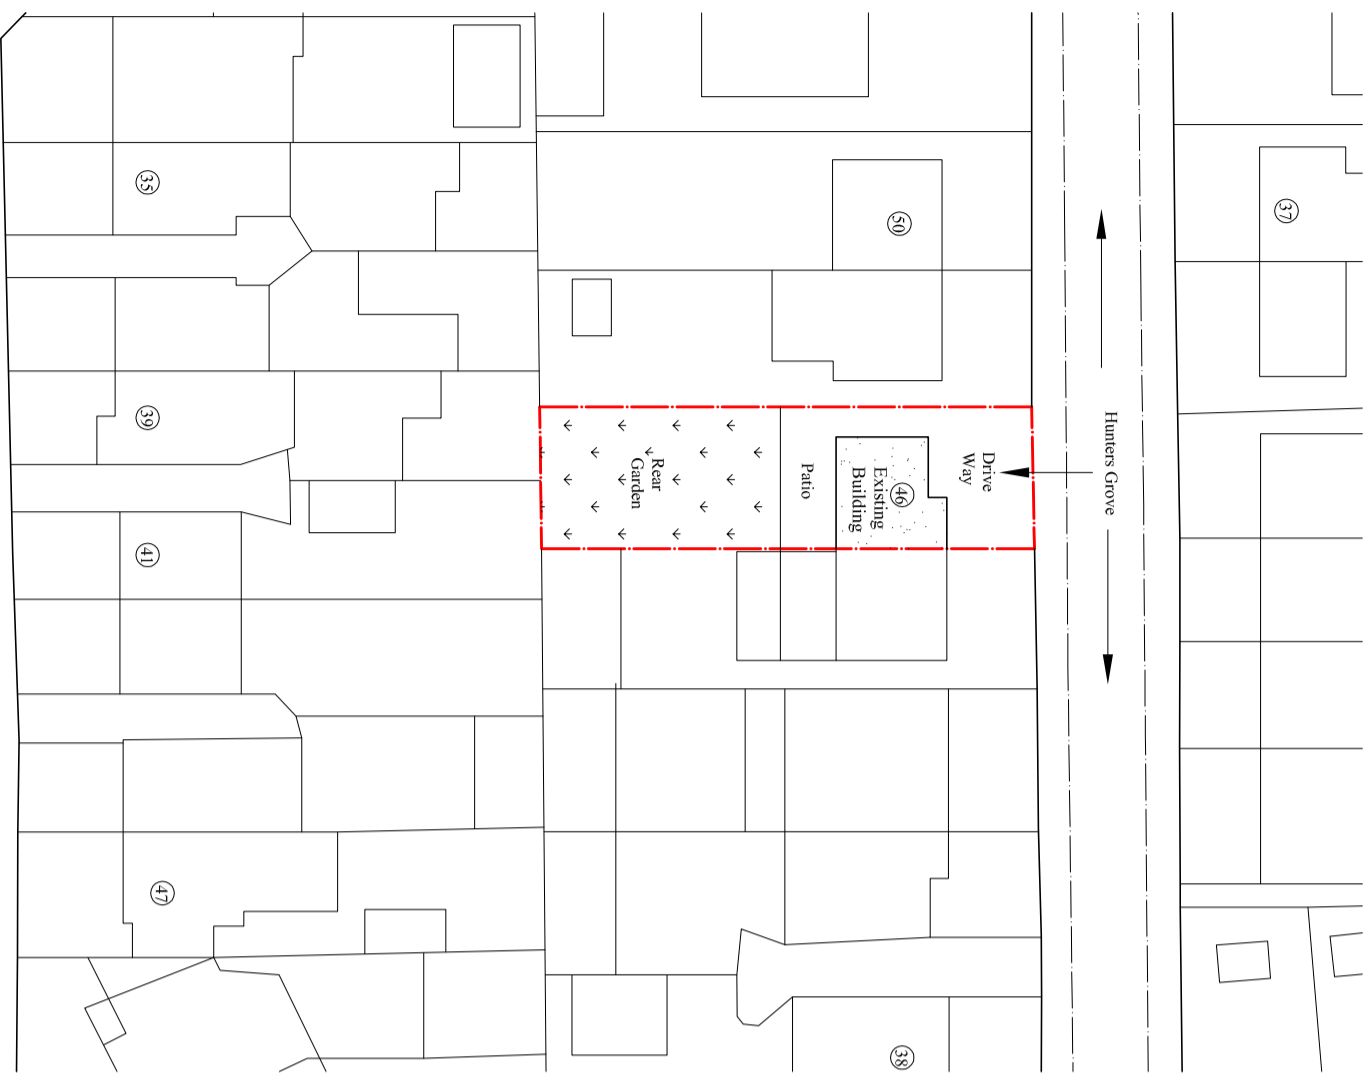 37
Hunters Grove
50
Drive
Way
46
Existing
Building
Patio
Rear
Garden
38
35
39
41
47